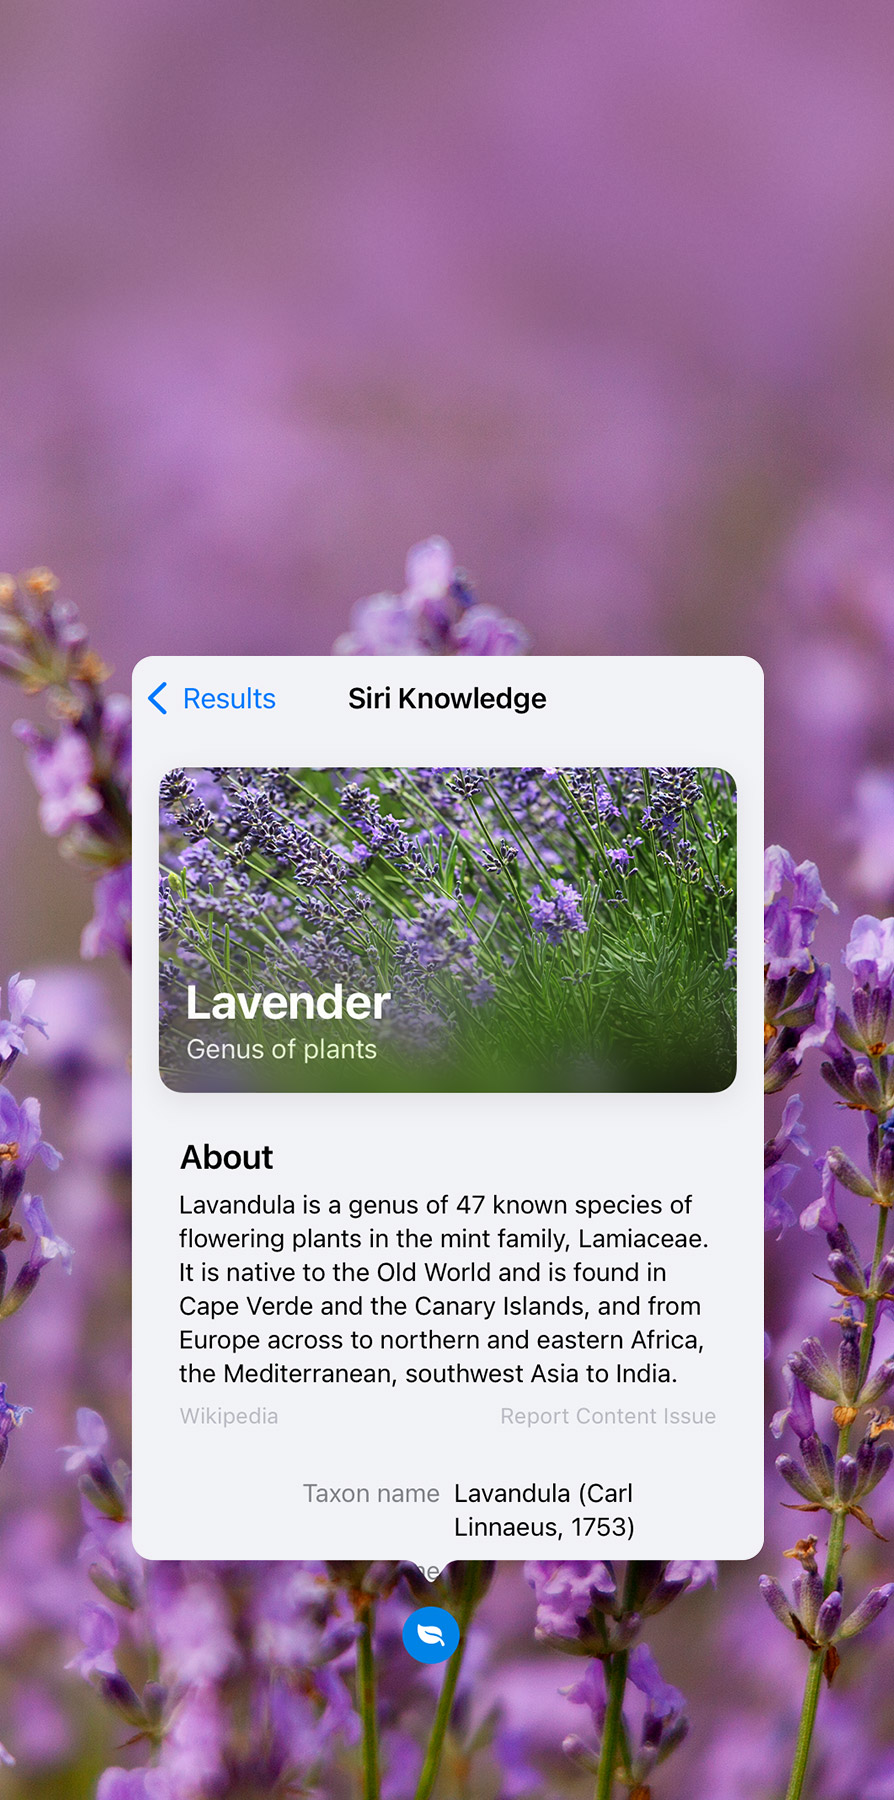 Results
Siri Knowledge
Lavender
Genus of plants
About
Lavandula is a genus of 47 known species of
flowering plants in the mint family, Lamiaceae.
It is native to the Old World and is found in
Cape Verde and the Canary Islands, and from
Europe across to northern and eastern Africa,
the Mediterranean, southwest Asia to India.
Wikipedia
Report Content Issue
Taxon name Lavandula (Carl
Linnaeus, 1753)